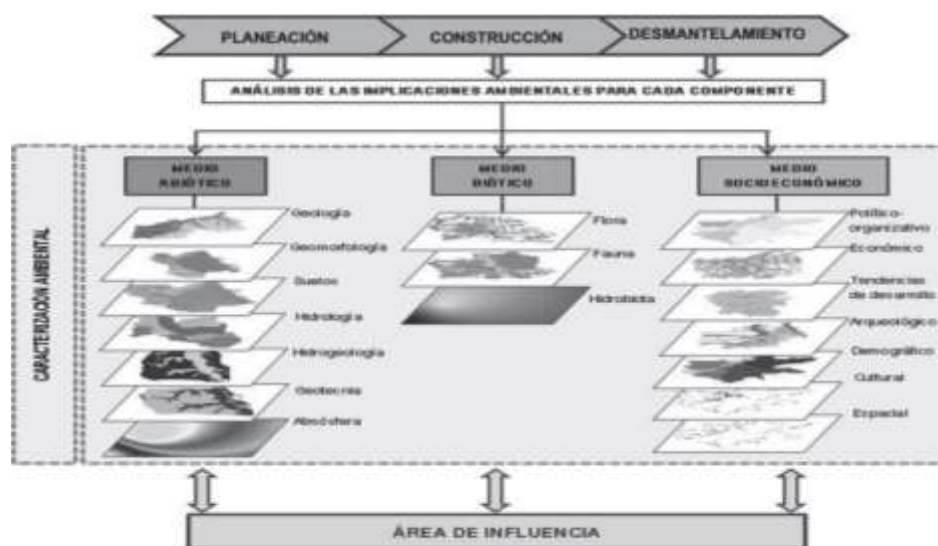 PLANEACIÓN
CONSTRUCCIÓN
DESMANTELAMIENTO
ANÁLISIS DE LAS IMPLICACIONES AMBIENTALES PARA CADA COMPONENTE
CARACTERIZACIÓN AMBIENTAL
MEDIO
ABIÓTICO
Geología
Geomorfología
Suelos
Hidrología
Hidrogeología
Geotecnia
Atmósfera
MEDIO
BIÓTICO
Flora
Fauna
Hidrobiota
MEDIO
SOCIOECONÓMICO
Político-
organizativo
Económico
Tendencias
de desarrollo
Arqueológico
Demográfico
Cultural
Espacial
ÁREA DE INFLUENCIA